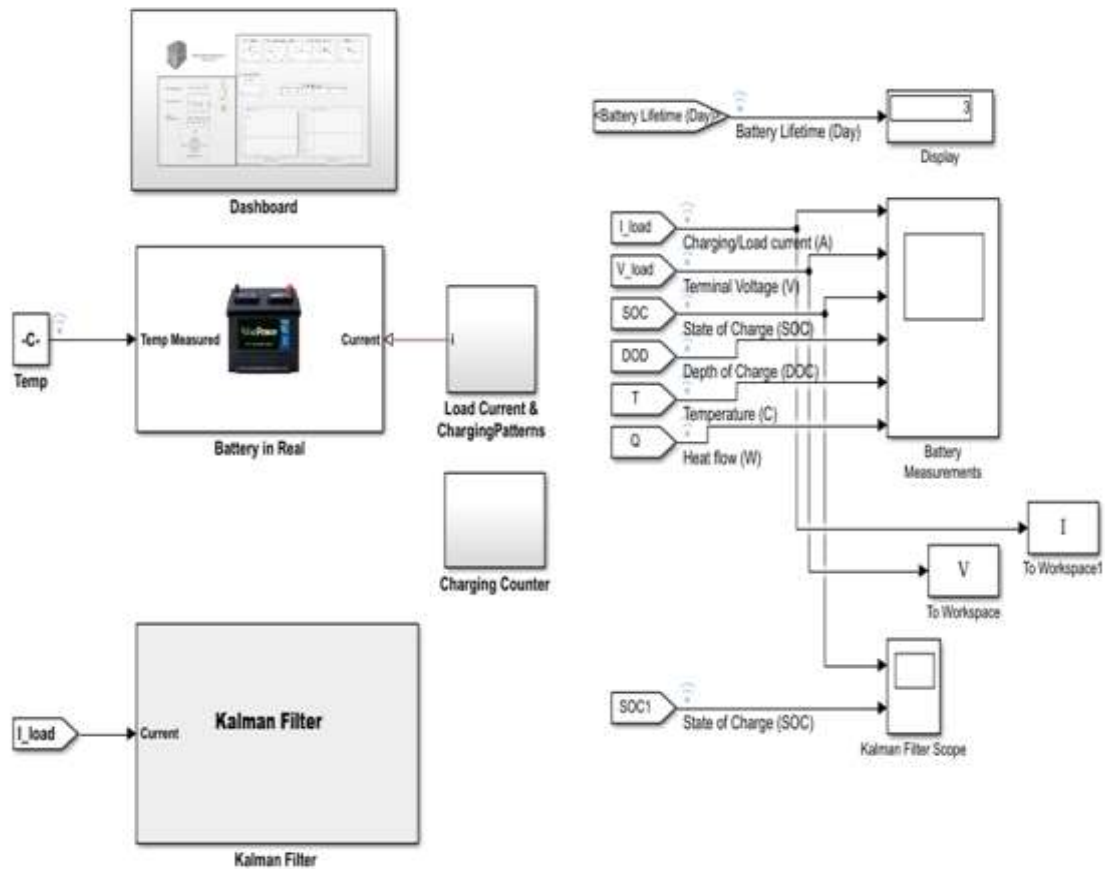 Dashboard
-C-
Temp
Temp Measured
Current
Battery in Real
i
Load Current &
ChargingPatterns
Charging Counter
I_load
Current
Kalman Filter
Kalman Filter
<Battery Lifetime (Day)>
Battery Lifetime (Day)
3
Display
I_load
Charging/Load current (A)
V_load
Terminal Voltage (V)
SOC
State of Charge (SOC)
DOD
Depth of Charge (DOC)
T
Temperature (C)
Q
Heat flow (W)
Battery
Measurements
I
To Workspace1
V
To Workspace
SOC1
State of Charge (SOC)
Kalman Filter Scope